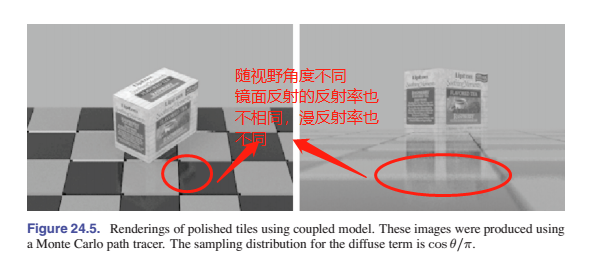 随视野角度不同
镜面反射的反射率也
不相同，漫反射率也
不同
Lipton
Lipton
Figure 24.5. Renderings of polished tiles using coupled model. These images were produced using
a Monte Carlo path tracer. The sampling distribution for the diffuse term is cos θ/π.